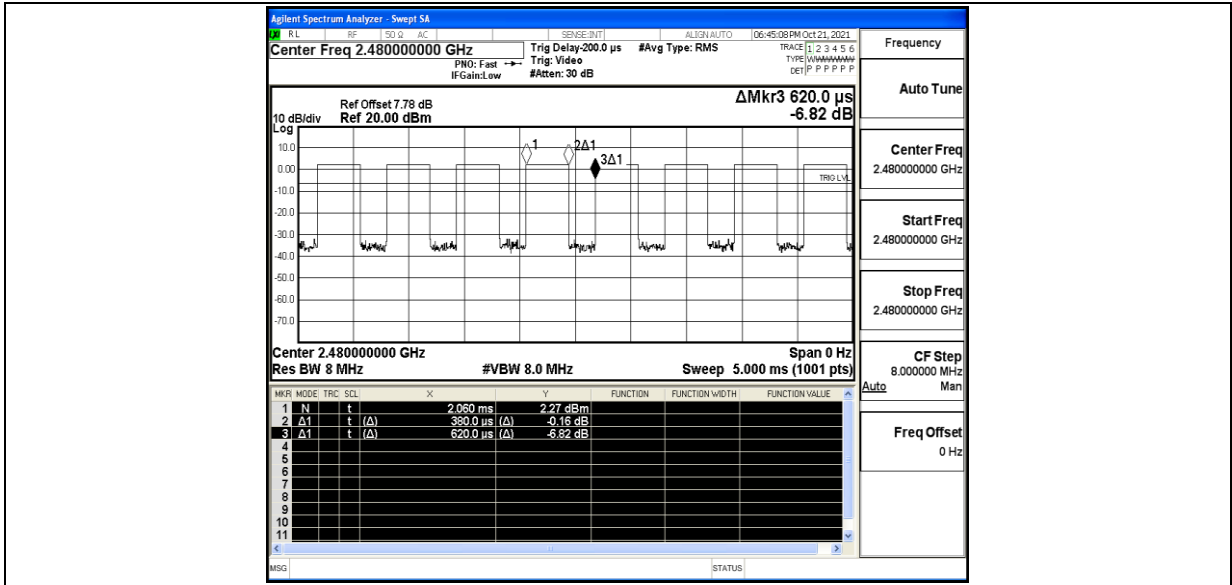 Agilent Spectrum Analyzer - Swept SA
LXI RL RF 50 Ω AC SENSE:INT ALIGN AUTO 06:45:08 PM Oct 21, 2021
Center Freq 2.480000000 GHz
PNO: Fast
IFGain:Low
Trig Delay-200.0 µs
Trig: Video
#Atten: 30 dB
#Avg Type: RMS
TRACE 1 2 3 4 5 6
TYPE
DET P P P P P P
Ref Offset 7.78 dB
10 dB/div Ref 20.00 dBm
Log
ΔMkr3 620.0 µs
-6.82 dB
1
2Δ1
3Δ1
TRIG LVL
10.0
0.00
-10.0
-20.0
-30.0
-40.0
-50.0
-60.0
-70.0
Center 2.480000000 GHz Span 0 Hz
Res BW 8 MHz #VBW 8.0 MHz Sweep 5.000 ms (1001 pts)
MKR MODE TRC SCL X Y FUNCTION FUNCTION WIDTH FUNCTION VALUE
1 N t 2.060 ms 2.27 dBm
2 Δ1 t (Δ) 380.0 µs (Δ) -0.16 dB
3 Δ1 t (Δ) 620.0 µs (Δ) -6.82 dB
4
5
6
7
8
9
10
11
MSG STATUS
Frequency
Auto Tune
Center Freq
2.480000000 GHz
Start Freq
2.480000000 GHz
Stop Freq
2.480000000 GHz
CF Step
8.000000 MHz
Auto Man
Freq Offset
0 Hz